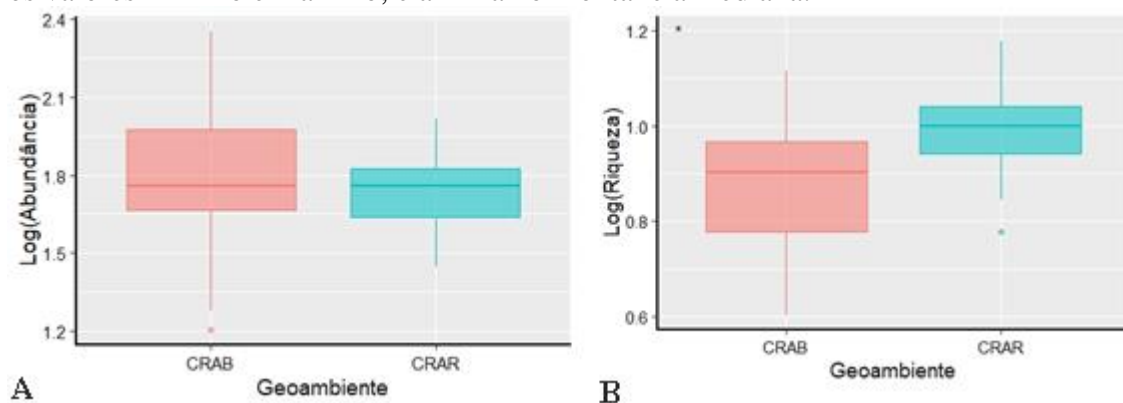 2.4
2.1
1.8
1.5
1.2
Log(Abundância)
CRAB CRAR
Geoambiente
A
*
1.2
1.0
0.8
0.6
Log(Riqueza)
CRAB CRAR
Geoambiente
B